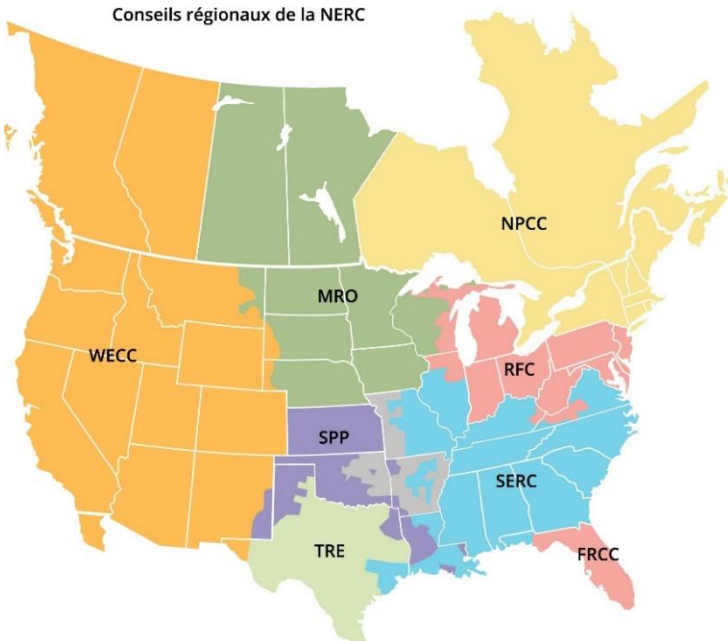 Conseils régionaux de la NERC
NPCC
MRO
WECC
RFC
SPP
SERC
TRE
FRCC